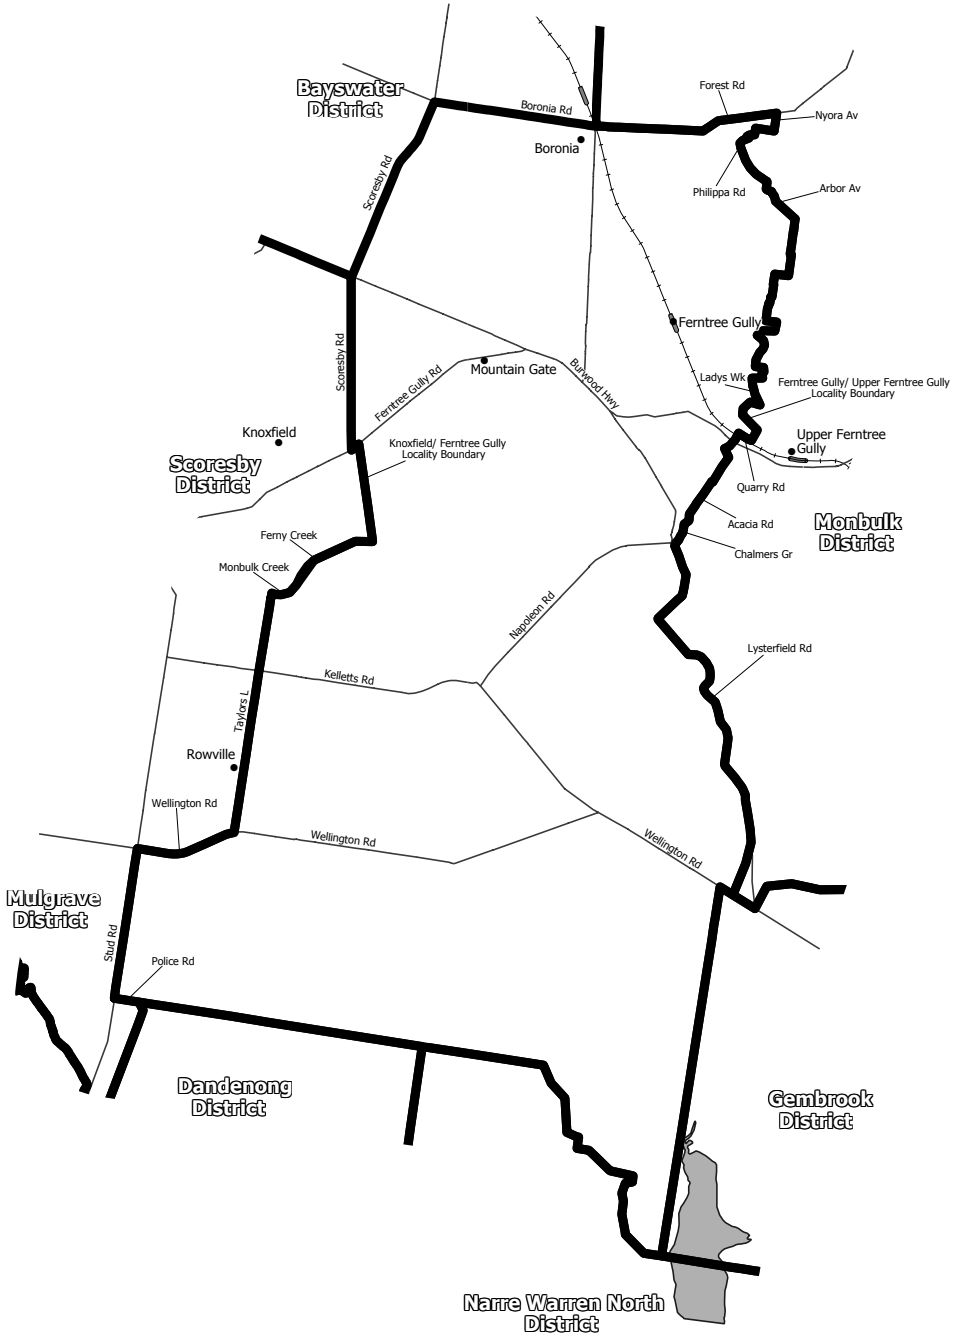 Bayswater
District
Forest Rd
Boronia Rd
Nyora Av
Boronia
Scoresby Rd
Philippa Rd
Arbor Av
Ferntree Gully
Scoresby Rd
Mountain Gate
Burwood Hwy
Ferntree Gully Rd
Ladys Wk
Ferntree Gully/ Upper Ferntree Gully
Locality Boundary
Knoxfield
Knoxfield/ Ferntree Gully
Locality Boundary
Upper Ferntree
Gully
Scoresby
District
Quarry Rd
Acacia Rd
Monbulk
District
Ferny Creek
Chalmers Gr
Monbulk Creek
Napoleon Rd
Lysterfield Rd
Kelletts Rd
Taylors L
Rowville
Wellington Rd
Wellington Rd
Wellington Rd
Mulgrave
District
Stud Rd
Police Rd
Dandenong
District
Gembrook
District
Narre Warren North
District